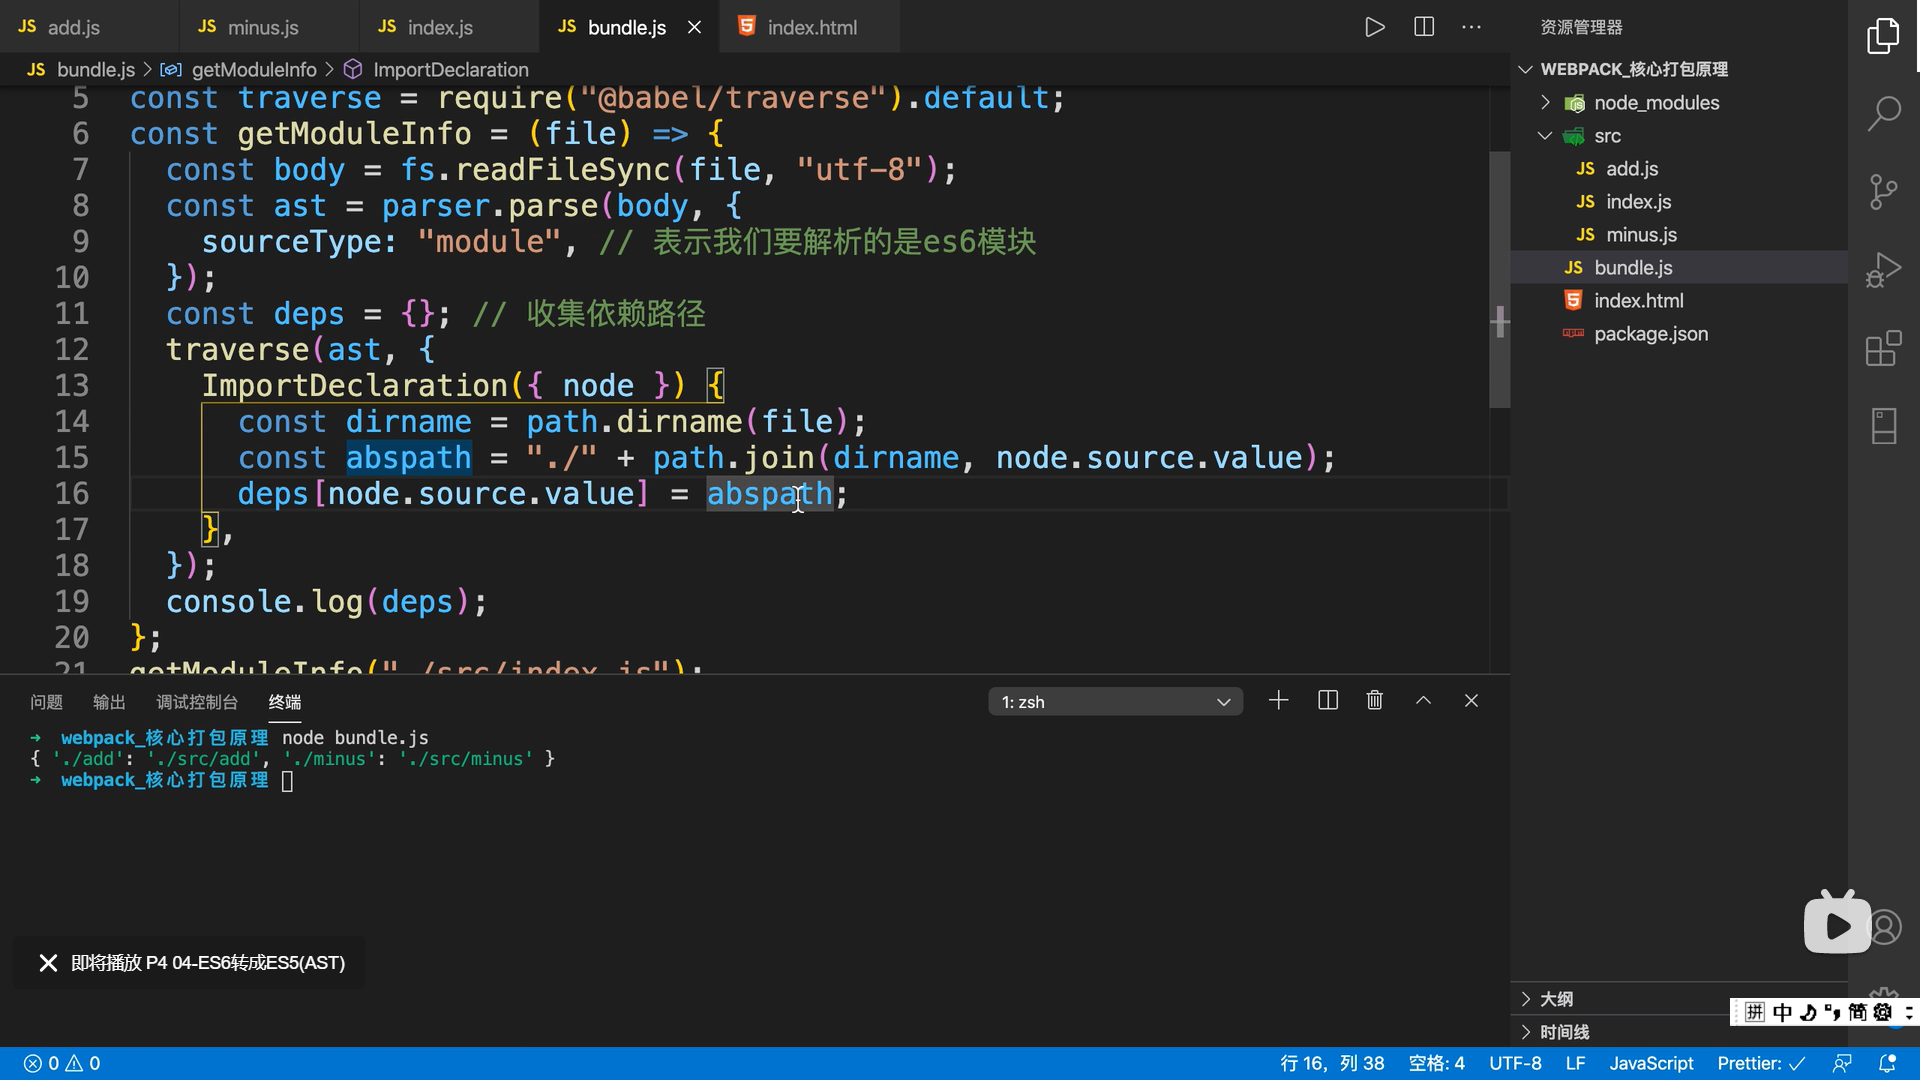 JS add.js
JS minus.js
JS index.js
JS bundle.js
index.html
资源管理器
JS bundle.js > getModuleInfo > ImportDeclaration
WEBPACK_核心打包原理
node_modules
src
JS add.js
JS index.js
JS minus.js
JS bundle.js
index.html
package.json
5 const traverse = require("@babel/traverse").default;
6 const getModuleInfo = (file) => {
7 const body = fs.readFileSync(file, "utf-8");
8 const ast = parser.parse(body, {
9 sourceType: "module", // 表示我们要解析的是es6模块
10 });
11 const deps = {}; // 收集依赖路径
12 traverse(ast, {
13 ImportDeclaration({ node }) {
14 const dirname = path.dirname(file);
15 const abspath = "./" + path.join(dirname, node.source.value);
16 deps[node.source.value] = abspath;
17 },
18 });
19 console.log(deps);
20 };
21 getModuleInfo("./src/index.js");
问题 输出 调试控制台 终端
1: zsh
→ webpack_核心打包原理 node bundle.js
{ './add': './src/add', './minus': './src/minus' }
→ webpack_核心打包原理
即将播放 P4 04-ES6转成ES5(AST)
大纲
时间线
拼 中 简
0 0
行 16，列 38 空格: 4 UTF-8 LF JavaScript Prettier: ✓